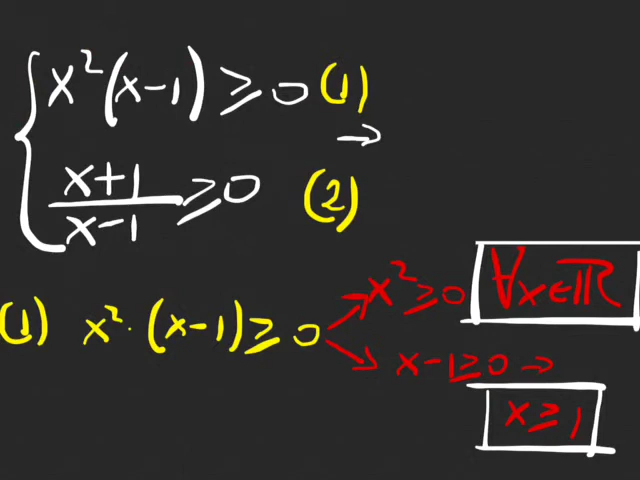 x²(x-1) ≥ 0 (1)
→
x+1
x-1
≥ 0 (2)
(1) x²·(x-1) ≥ 0
x² ≥ 0 ∀x∈ℝ
x-1 ≥ 0 ⇒
x ≥ 1